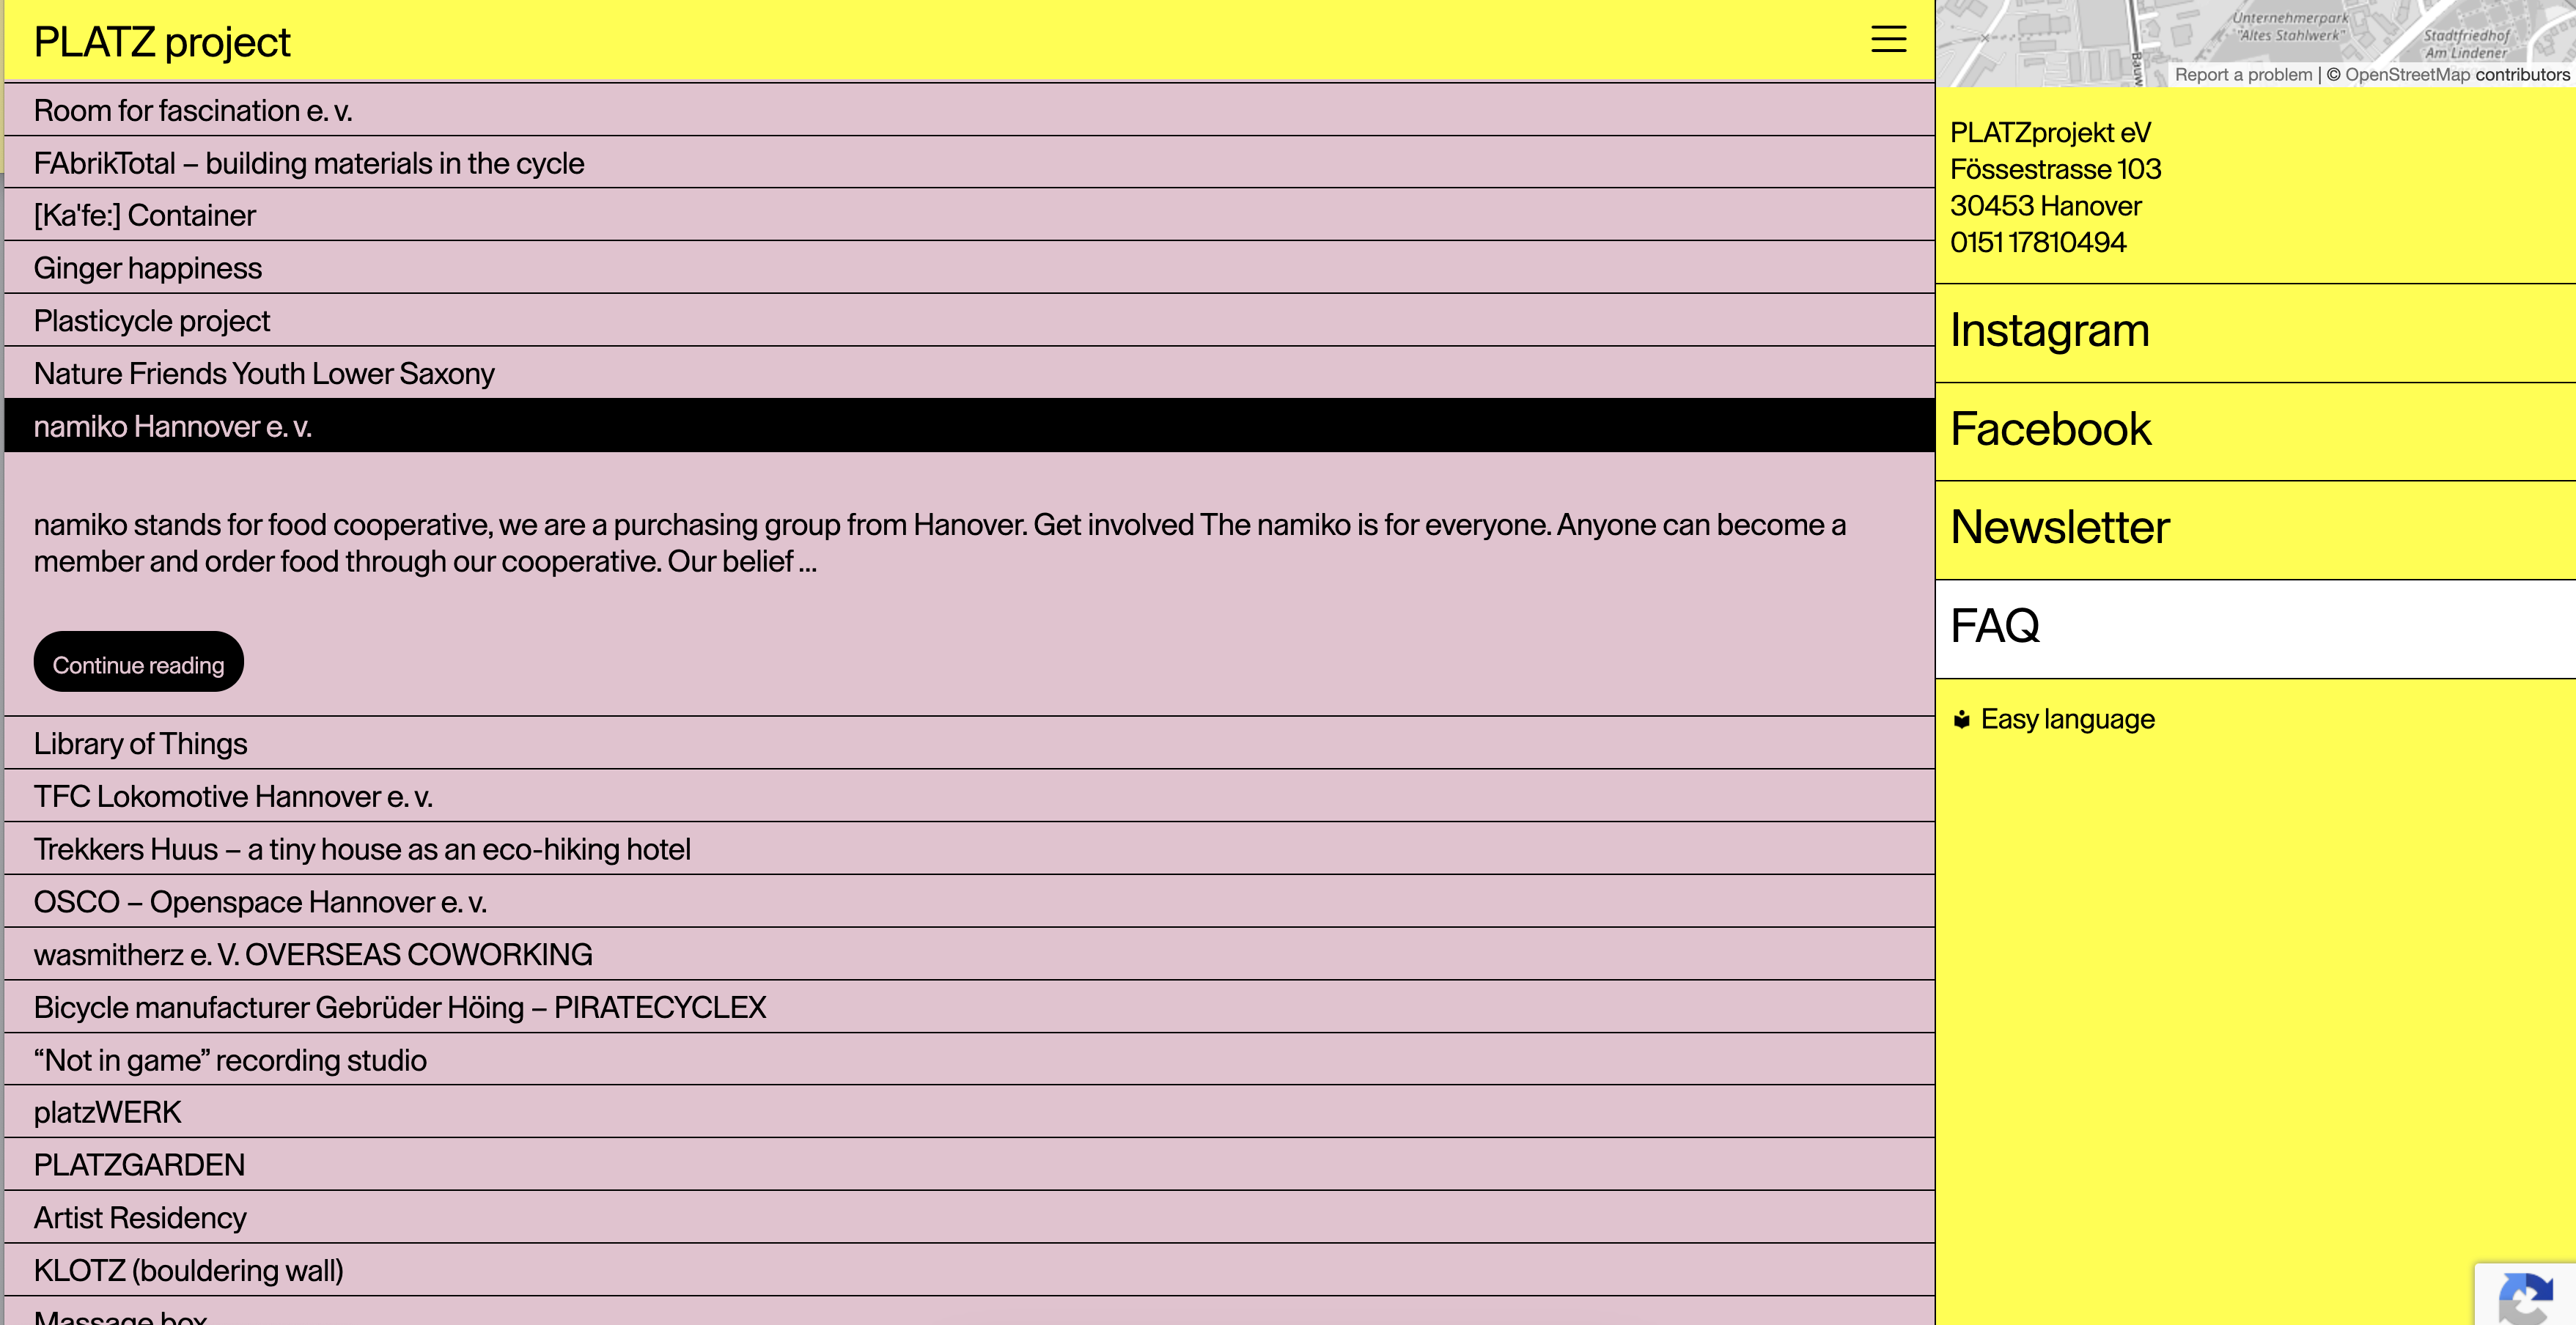 PLATZ project
Room for fascination e. v.
FAbrikTotal – building materials in the cycle
[Ka'fe:] Container
Ginger happiness
Plasticycle project
Nature Friends Youth Lower Saxony
namiko Hannover e. v.
namiko stands for food cooperative, we are a purchasing group from Hanover. Get involved The namiko is for everyone. Anyone can become a
member and order food through our cooperative. Our belief ...
Continue reading
Library of Things
TFC Lokomotive Hannover e. v.
Trekkers Huus – a tiny house as an eco-hiking hotel
OSCO – Openspace Hannover e. v.
wasmitherz e. V. OVERSEAS COWORKING
Bicycle manufacturer Gebrüder Höing – PIRATECYCLEX
“Not in game” recording studio
platzWERK
PLATZGARDEN
Artist Residency
KLOTZ (bouldering wall)
Massage box
Unternehmerpark
"Altes Stahlwerk"
Stadtfriedhof
Am Lindener
Bauw
Report a problem | © OpenStreetMap contributors
PLATZprojekt eV
Fössestrasse 103
30453 Hanover
0151 17810494
Instagram
Facebook
Newsletter
FAQ
Easy language